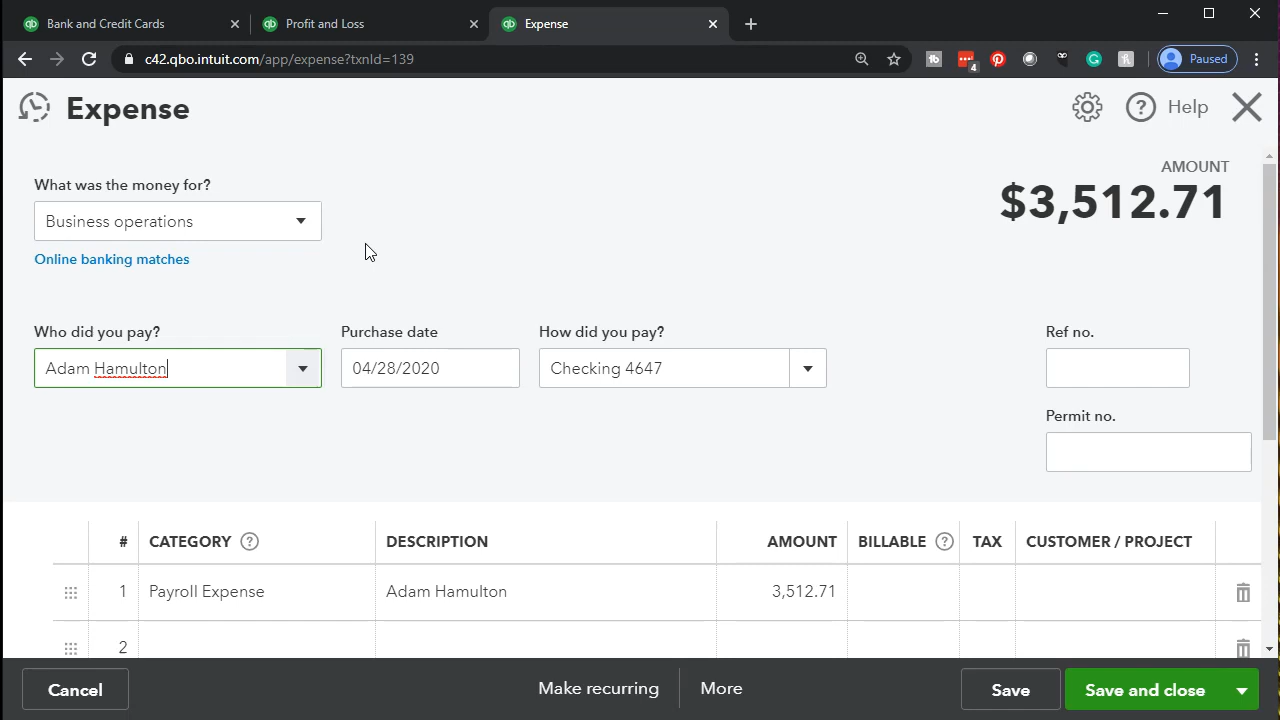 Bank and Credit Cards
Profit and Loss
Expense
c42.qbo.intuit.com/app/expense?txnId=139
4
Paused
Expense
Help
What was the money for?
AMOUNT
$3,512.71
Business operations
Online banking matches
Who did you pay?
Purchase date
How did you pay?
Ref no.
Adam Hamulton
04/28/2020
Checking 4647
Permit no.
# CATEGORY ? DESCRIPTION AMOUNT BILLABLE ? TAX CUSTOMER / PROJECT
1 Payroll Expense Adam Hamulton 3,512.71
2
Cancel
Make recurring
More
Save
Save and close